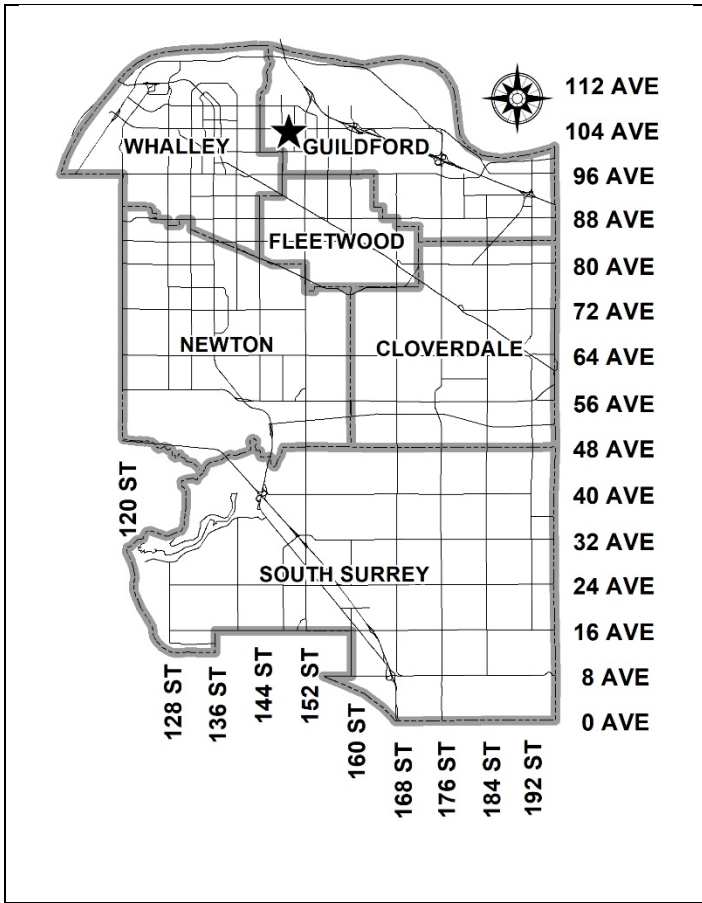 112 AVE
104 AVE
WHALLEY
GUILDFORD
96 AVE
88 AVE
FLEETWOOD
80 AVE
72 AVE
NEWTON
CLOVERDALE
64 AVE
56 AVE
48 AVE
120 ST
40 AVE
32 AVE
SOUTH SURREY
24 AVE
16 AVE
8 AVE
128 ST
136 ST
144 ST
152 ST
160 ST
0 AVE
168 ST
176 ST
184 ST
192 ST